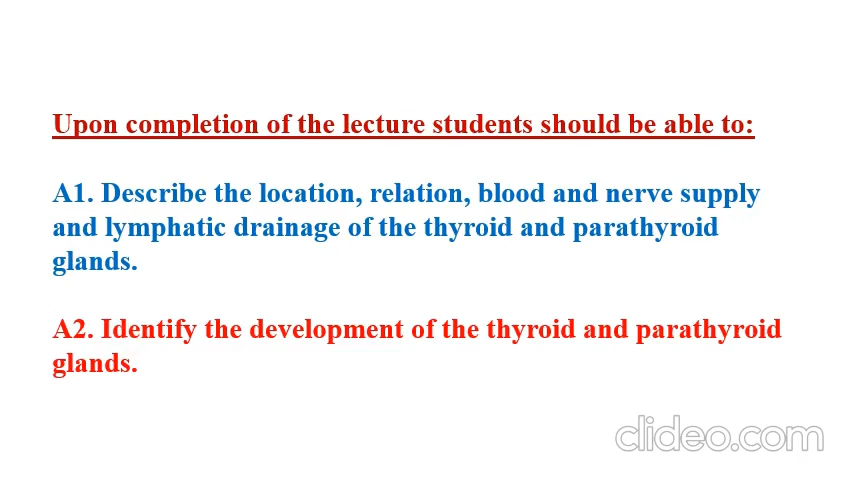 Upon completion of the lecture students should be able to:
A1. Describe the location, relation, blood and nerve supply
and lymphatic drainage of the thyroid and parathyroid
glands.
A2. Identify the development of the thyroid and parathyroid
glands.
clideo.com